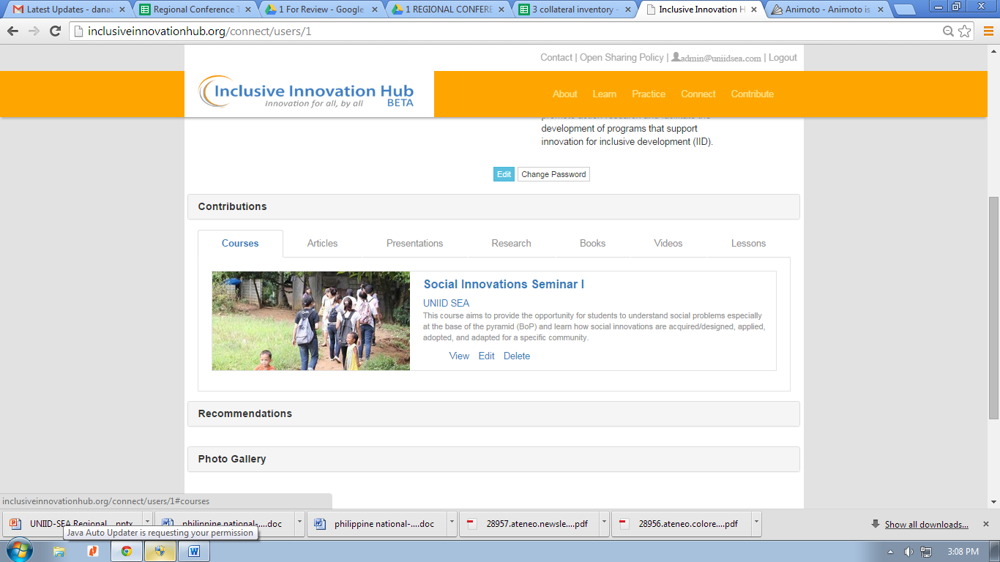 Latest Updates - danac
Regional Conference T
1 For Review - Google
1 REGIONAL CONFERE
3 collateral inventory -
Inclusive Innovation H
Animoto - Animoto is
inclusiveinnovationhub.org/connect/users/1
Contact | Open Sharing Policy | admin@uniidsea.com | Logout
Inclusive Innovation Hub
Innovation for all, by all BETA
About Learn Practice Connect Contribute
development of programs that support
innovation for inclusive development (IID).
Edit Change Password
Contributions
Courses Articles Presentations Research Books Videos Lessons
Social Innovations Seminar I
UNIID SEA
This course aims to provide the opportunity for students to understand social problems especially
at the base of the pyramid (BoP) and learn how social innovations are acquired/designed, applied,
adopted, and adapted for a specific community.
View Edit Delete
Recommendations
Photo Gallery
inclusiveinnovationhub.org/connect/users/1#courses
UNIID-SEA Regional....pptx
philippine national-....doc
philippine national-....doc
28957.ateneo.newsle....pdf
28956.ateneo.colore....pdf
Show all downloads...
Java Auto Updater is requesting your permission
3:08 PM